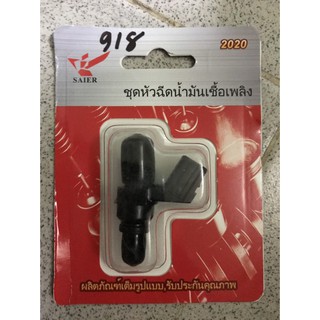 918
2020
SAIER
ชุดหัวฉีดน้ำมันเชื้อเพลิง
ผลิตภัณฑ์เต็มรูปแบบ,รับประกันคุณภาพ